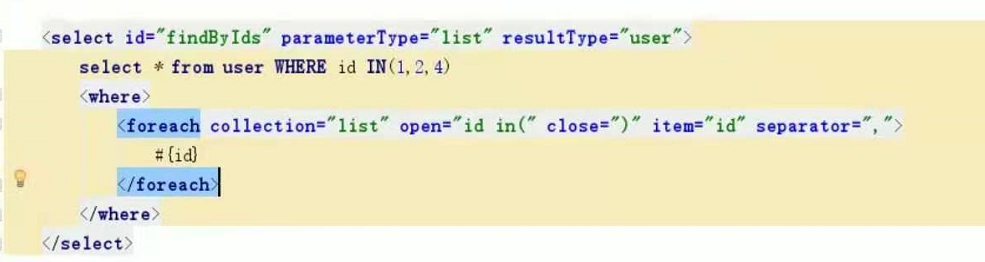 <select id="findByIds" parameterType="list" resultType="user">
select * from user WHERE id IN(1,2,4)
<where>
<foreach collection="list" open="id in(" close=")" item="id" separator=",">
#{id}
</foreach>
</where>
</select>